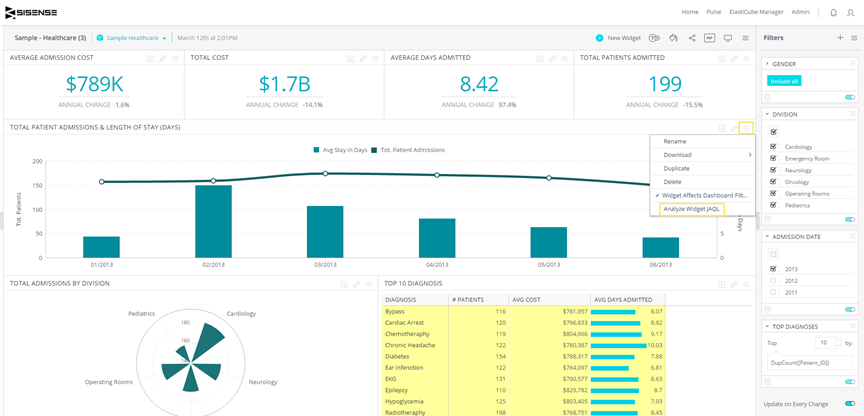 SISENSE
Home Pulse ElastiCube Manager Admin
Sample - Healthcare (3) Sample Healthcare March 12th at 2:01PM
New Widget PDF
Filters
AVERAGE ADMISSION COST
$789K
ANNUAL CHANGE 1.6%
TOTAL COST
$1.7B
ANNUAL CHANGE -14.1%
AVERAGE DAYS ADMITTED
8.42
ANNUAL CHANGE 97.4%
TOTAL PATIENTS ADMITTED
199
ANNUAL CHANGE -15.5%
TOTAL PATIENT ADMISSIONS & LENGTH OF STAY (DAYS)
Avg Stay in Days Tot. Patient Admissions
Tot. Patients
200
150
100
50
0
01/2013 02/2013 03/2013 04/2013 05/2013 06/2013
5
0
Days
Rename
Download
Duplicate
Delete
Widget Affects Dashboard Filt...
Analyze Widget JAQL
TOTAL ADMISSIONS BY DIVISION
Pediatrics
Cardiology
180
160
Operating Rooms
Neurology
TOP 10 DIAGNOSIS
DIAGNOSIS # PATIENTS AVG COST AVG DAYS ADMITTED
Bypass 116 $781,957 8.07
Cardiac Arrest 120 $796,833 8.92
Chemotheraphy 119 $804,966 9.17
Chronic Headache 122 $780,387 10.03
Diabetes 154 $788,317 7.88
Ear infenction 122 $764,097 6.81
EKG 131 $790,577 8.63
Epilepsy 110 $829,782 8.7
Hypoglycemia 125 $803,405 7.93
Radiotheraphy 168 $768,751 8.45
GENDER
Include all
DIVISION
Cardiology
Emergency Room
Neurology
Oncology
Operating Rooms
Pediatrics
ADMISSION DATE
2013
2012
2011
TOP DIAGNOSES
Top 10 by:
DupCount([Patient_ID])
Update on Every Change